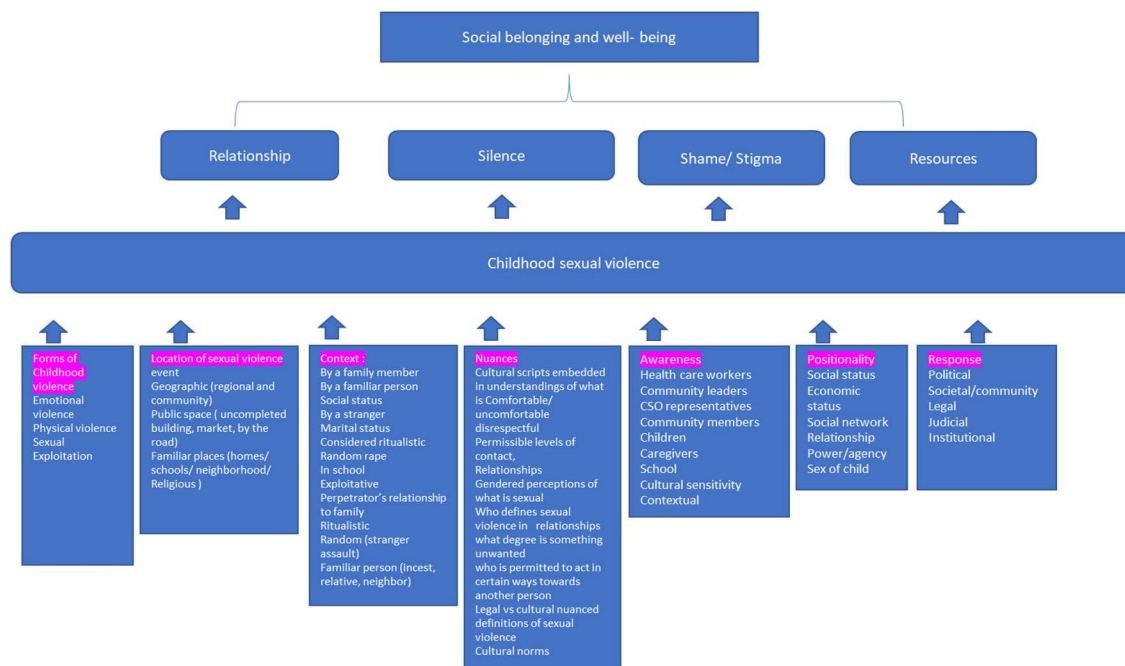 Social belonging and well- being
Relationship
Silence
Shame/ Stigma
Resources
Childhood sexual violence
Forms of
Childhood
violence
Emotional
violence
Physical violence
Sexual
Exploitation
Location of sexual violence
event
Geographic (regional and
community)
Public space ( uncompleted
building, market, by the
road)
Familiar places (homes/
schools/ neighborhood/
Religious )
Context :
By a family member
By a familiar person
Social status
By a stranger
Marital status
Considered ritualistic
Random rape
In school
Exploitative
Perpetrator's relationship
to family
Ritualistic
Random (stranger
assault)
Familiar person (incest,
relative, neighbor)
Nuances
Cultural scripts embedded
in understandings of what
is Comfortable/
uncomfortable
disrespectful
Permissible levels of
contact,
Relationships
Gendered perceptions of
what is sexual
Who defines sexual
violence in relationships
what degree is something
unwanted
who is permitted to act in
certain ways towards
another person
Legal vs cultural nuanced
definitions of sexual
violence
Cultural norms
Awareness
Health care workers
Community leaders
CSO representatives
Community members
Children
Caregivers
School
Cultural sensitivity
Contextual
Positionality
Social status
Economic
status
Social network
Relationship
Power/agency
Sex of child
Response
Political
Societal/community
Legal
Judicial
Institutional